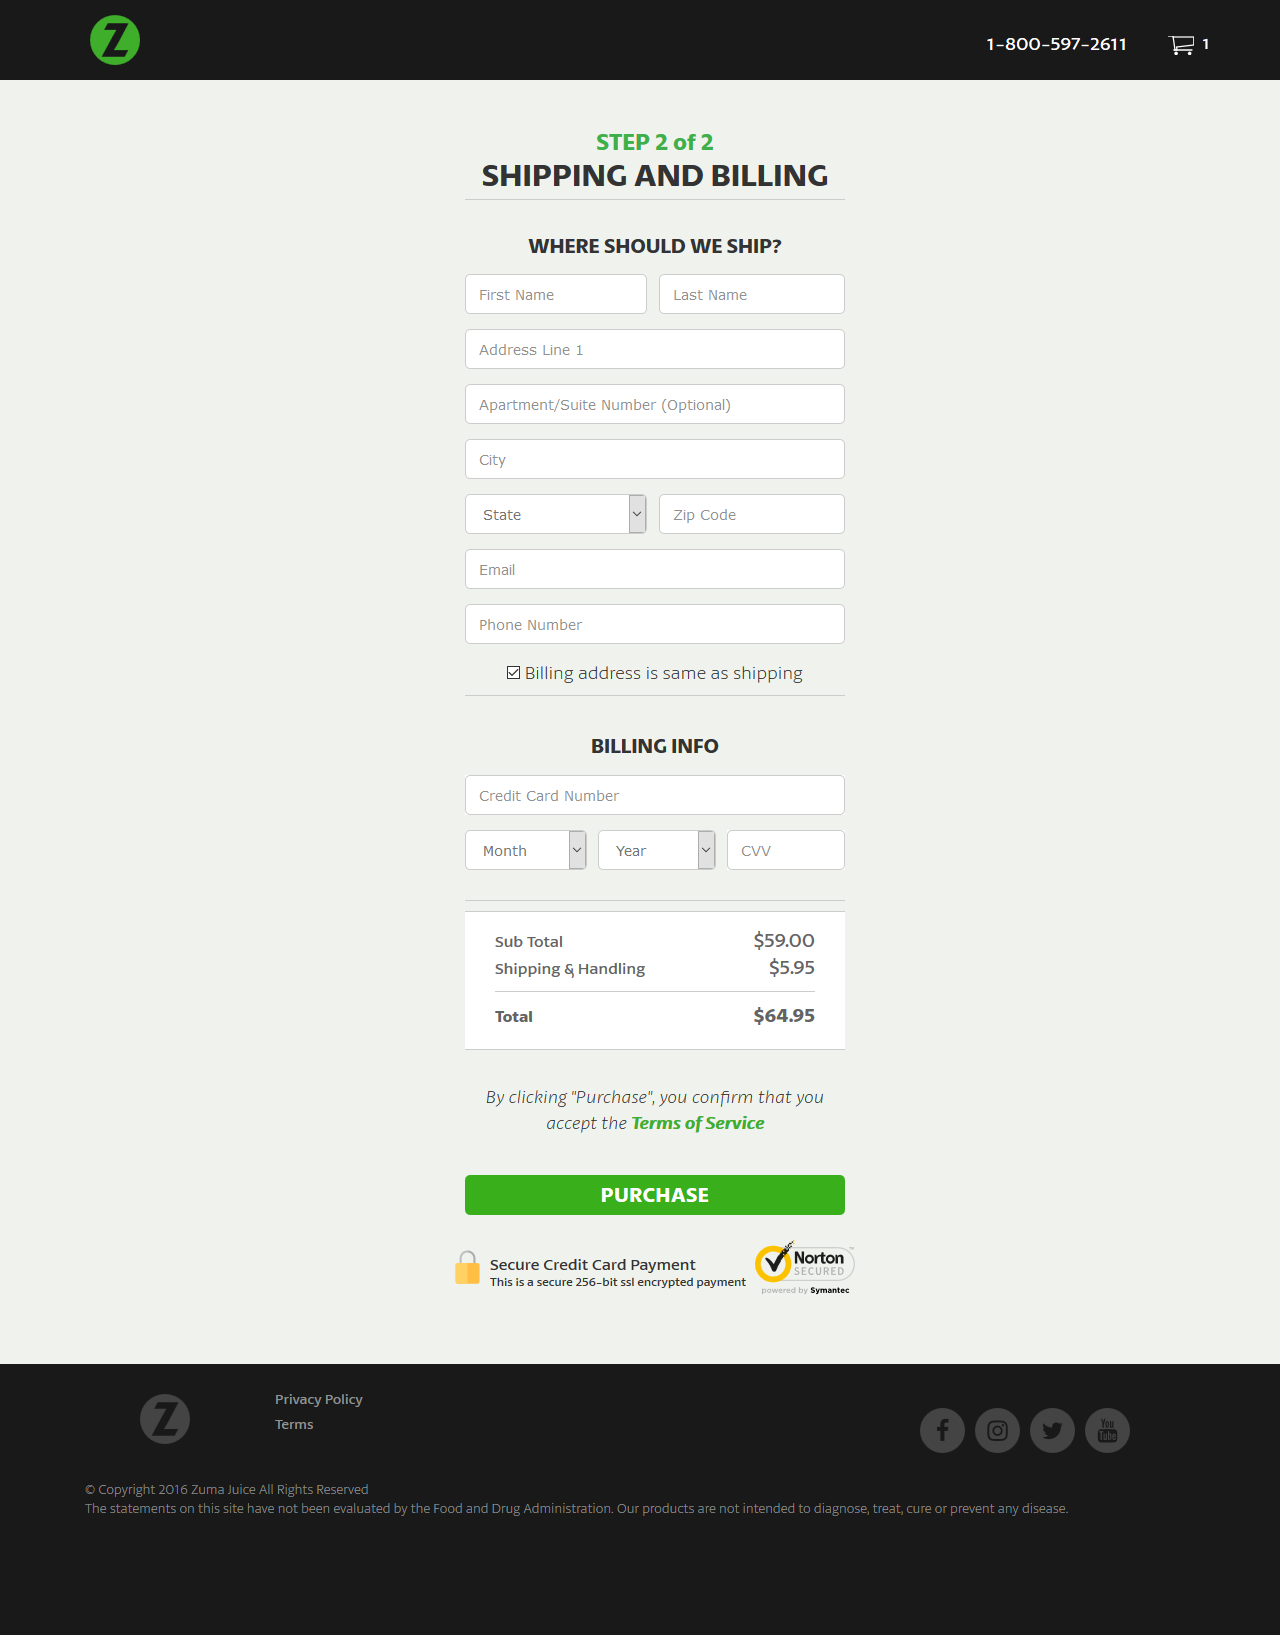 Z
1-800-597-2611 1
STEP 2 of 2
SHIPPING AND BILLING
WHERE SHOULD WE SHIP?
First Name Last Name
Address Line 1
Apartment/Suite Number (Optional)
City
State Zip Code
Email
Phone Number
Billing address is same as shipping
BILLING INFO
Credit Card Number
Month Year CVV
Sub Total $59.00
Shipping & Handling $5.95
Total $64.95
By clicking "Purchase", you confirm that you
accept the Terms of Service
PURCHASE
Secure Credit Card Payment
This is a secure 256-bit ssl encrypted payment
Norton
SECURED
powered by Symantec
Z
Privacy Policy
Terms
f
You
Tube
© Copyright 2016 Zuma Juice All Rights Reserved
The statements on this site have not been evaluated by the Food and Drug Administration. Our products are not intended to diagnose, treat, cure or prevent any disease.